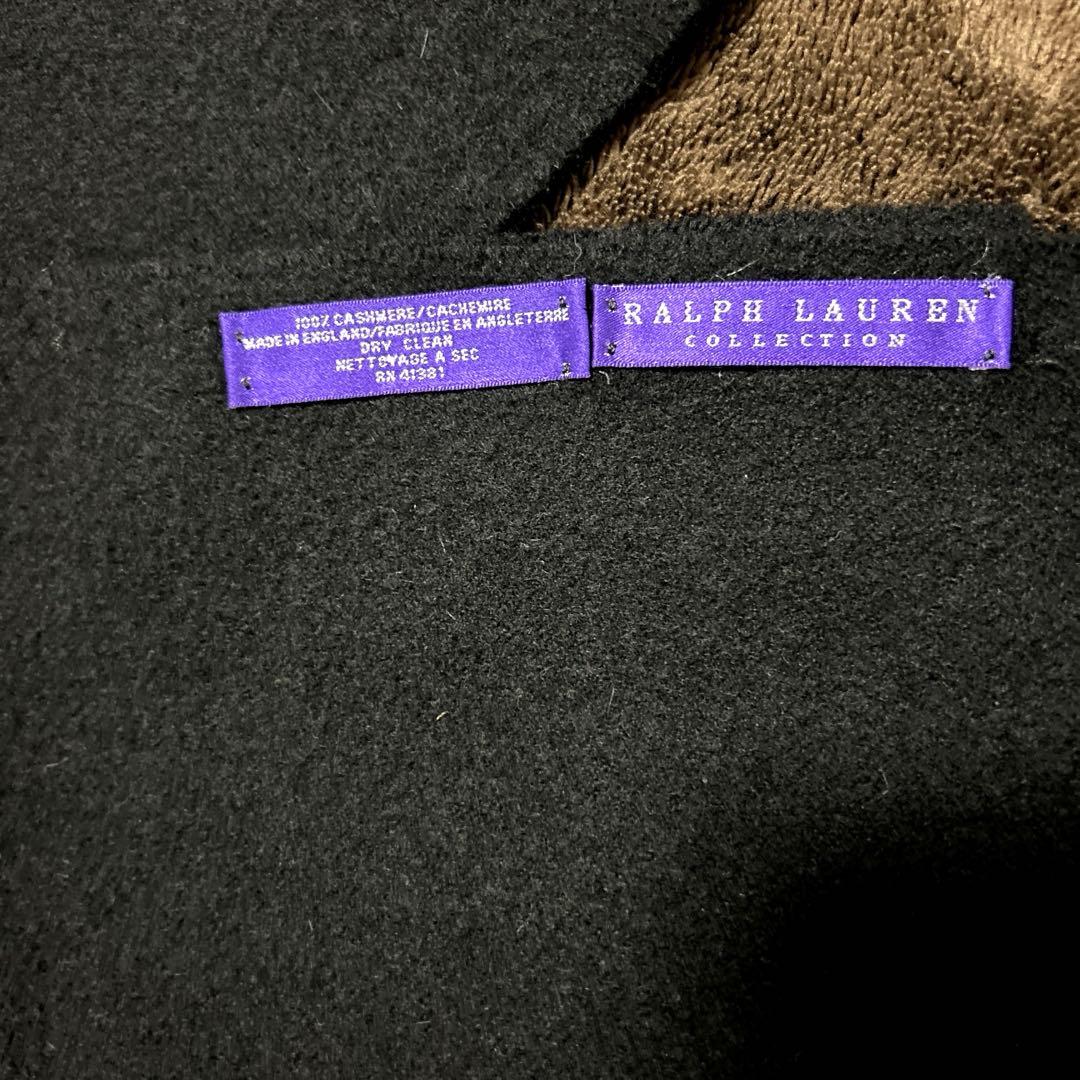 100% CASHMERE/CACHEMIRE
MADE IN ENGLAND/FABRIQUE EN ANGLETERRE
DRY CLEAN
NETTOYAGE A SEC
RN 41381
RALPH LAUREN
COLLECTION